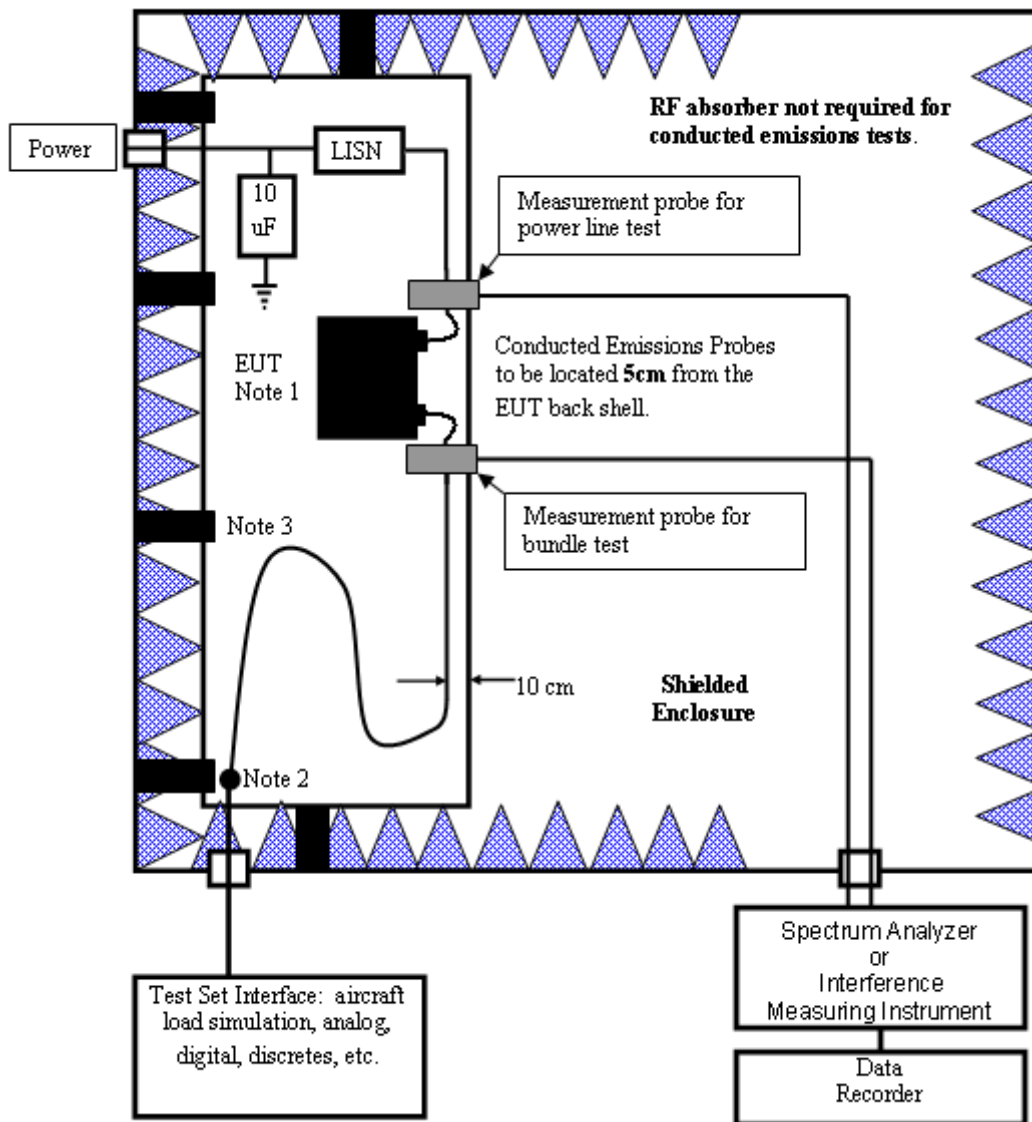 RF absorber not required for
conducted emissions tests.
Power
LISN
10
uF
Measurement probe for
power line test
EUT
Note 1
Conducted Emissions Probes
to be located 5cm from the
EUT back shell.
Note 3
Measurement probe for
bundle test
10 cm
Shielded
Enclosure
Note 2
Test Set Interface: aircraft
load simulation, analog,
digital, discretes, etc.
Spectrum Analyzer
or
Interference
Measuring Instrument
Data
Recorder